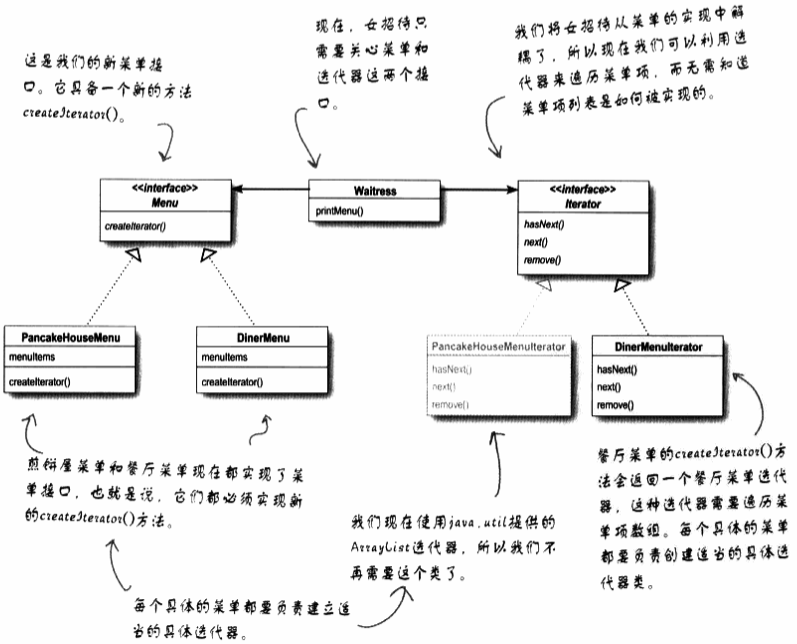 这是我们的新菜单接
口。它具备一个新的方法
createIterator()。
现在，女招待只
需要关心菜单和
迭代器这两个接
口。
我们将女招待从菜单的实现中解
耦了，所以现在我们可以利用迭
代器来遍历菜单项，而无需知道
菜单项列表是如何被实现的。
<<interface>>
Menu
createIterator()
Waitress
printMenu()
<<interface>>
Iterator
hasNext()
next()
remove()
PancakeHouseMenu
menuItems
createIterator()
DinerMenu
menuItems
createIterator()
PancakeHouseMenuIterator
hasNext()
next()
remove()
DinerMenuIterator
hasNext()
next()
remove()
煎饼屋菜单和餐厅菜单现在都实现了菜
单接口，也就是说，它们都必须实现新
的createIterator()方法。
我们现在使用java.util提供的
ArrayList迭代器，所以我们不
再需要这个类了。
餐厅菜单的createIterator()方
法会返回一个餐厅菜单迭代
器，这种迭代器需要遍历菜
单项数组。每个具体的菜单
都要负责创建适当的具体迭
代器类。
每个具体的菜单都要负责建立适
当的具体迭代器。